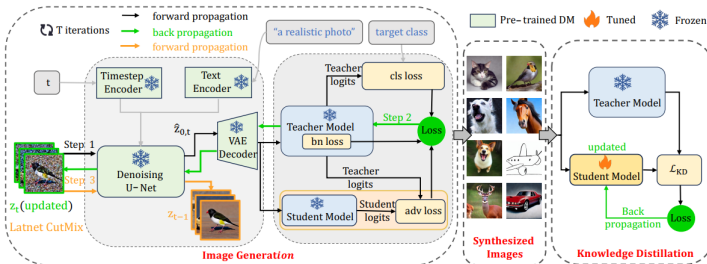 T iterations
forward propagation
back propagation
forward propagation
"a realistic photo"
target class
Pre-trained DM
Tuned
Frozen
t
Timestep
Encoder
Text
Encoder
Teacher
logits
cls loss
Step 1
Step 3
Denoising
U-Net
ẑ0,t
VAE
Decoder
Teacher Model
bn loss
Step 2
Loss
zt(updated)
Latnet CutMix
zt-1
Teacher
logits
Student Model
Student
logits
adv loss
Image Generation
Synthesized
Images
Teacher Model
updated
Student Model
LKD
Back
propagation
Loss
Knowledge Distillation